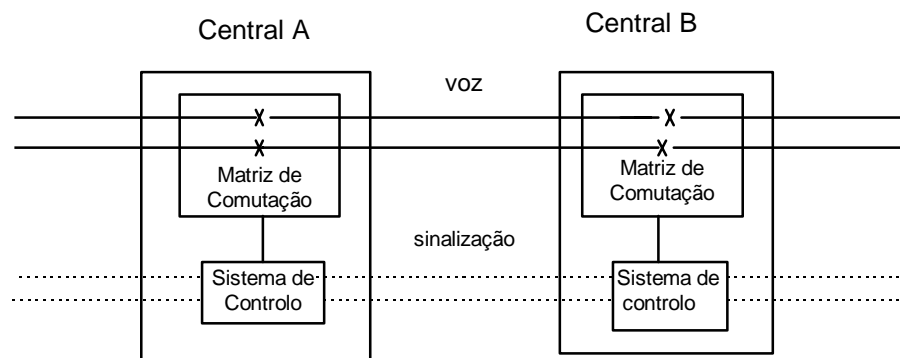 Central A
Central B
voz
Matriz de
Comutação
Matriz de
Comutação
sinalização
Sistema de
Controlo
Sistema de
controlo